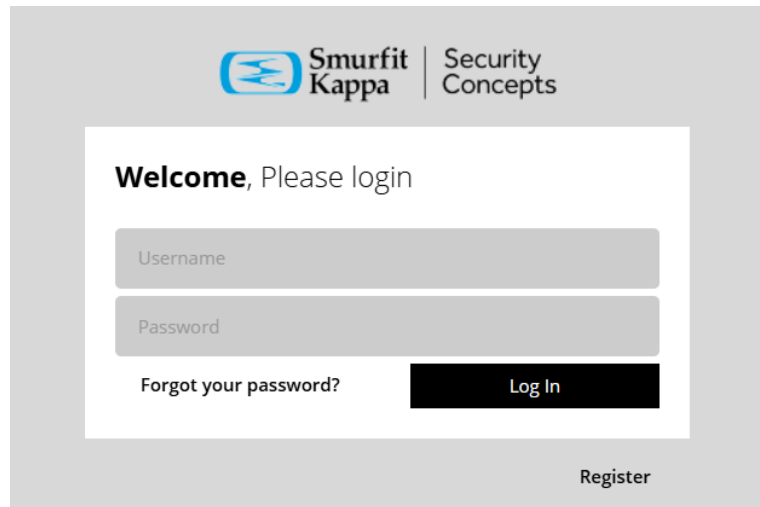 Smurfit
Kappa
Security
Concepts
Welcome, Please login
Username
Password
Forgot your password?
Log In
Register